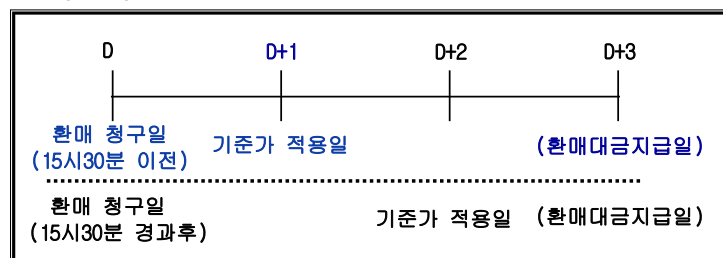 D D+1 D+2 D+3
환매 청구일 기준가 적용일 (환매대금지급일)
(15시30분 이전)
환매 청구일 기준가 적용일 (환매대금지급일)
(15시30분 경과후)